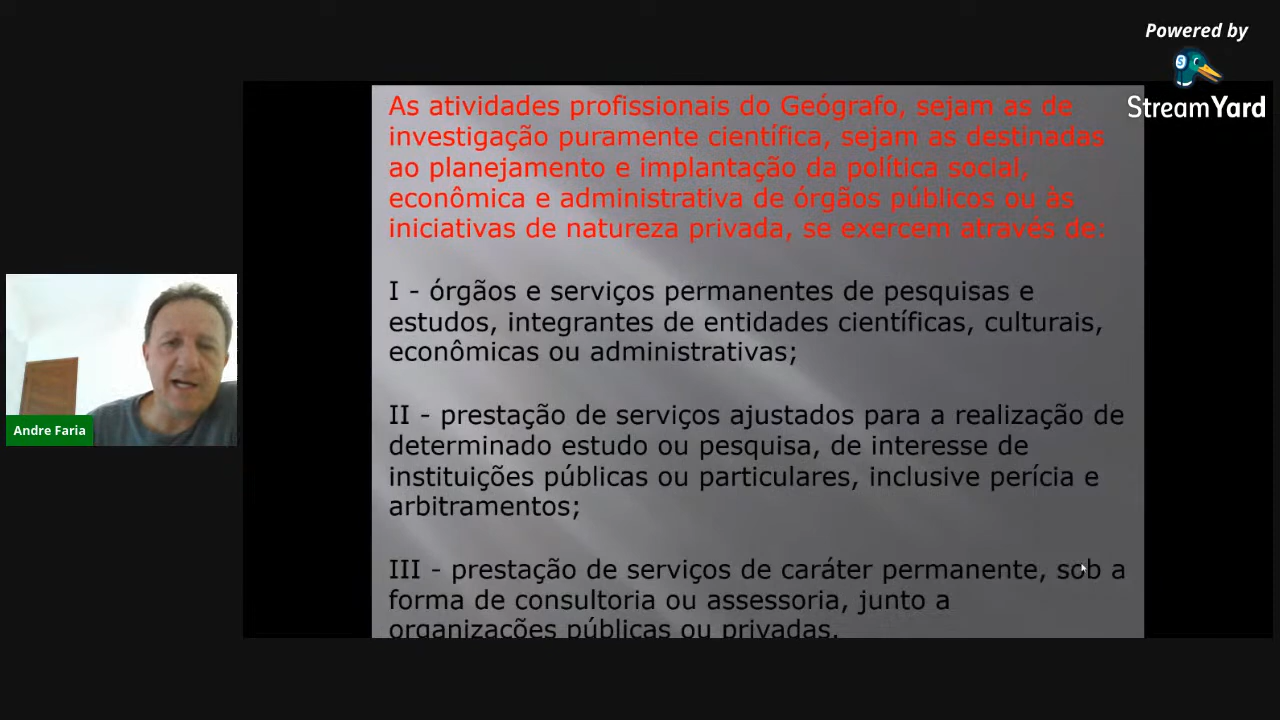 Powered by
StreamYard
As atividades profissionais do Geógrafo, sejam as de
investigação puramente científica, sejam as destinadas
ao planejamento e implantação da política social,
econômica e administrativa de órgãos públicos ou às
iniciativas de natureza privada, se exercem através de:
I - órgãos e serviços permanentes de pesquisas e
estudos, integrantes de entidades científicas, culturais,
econômicas ou administrativas;
II - prestação de serviços ajustados para a realização de
determinado estudo ou pesquisa, de interesse de
instituições públicas ou particulares, inclusive perícia e
arbitramentos;
III - prestação de serviços de caráter permanente, sob a
forma de consultoria ou assessoria, junto a
organizações públicas ou privadas.
Andre Faria